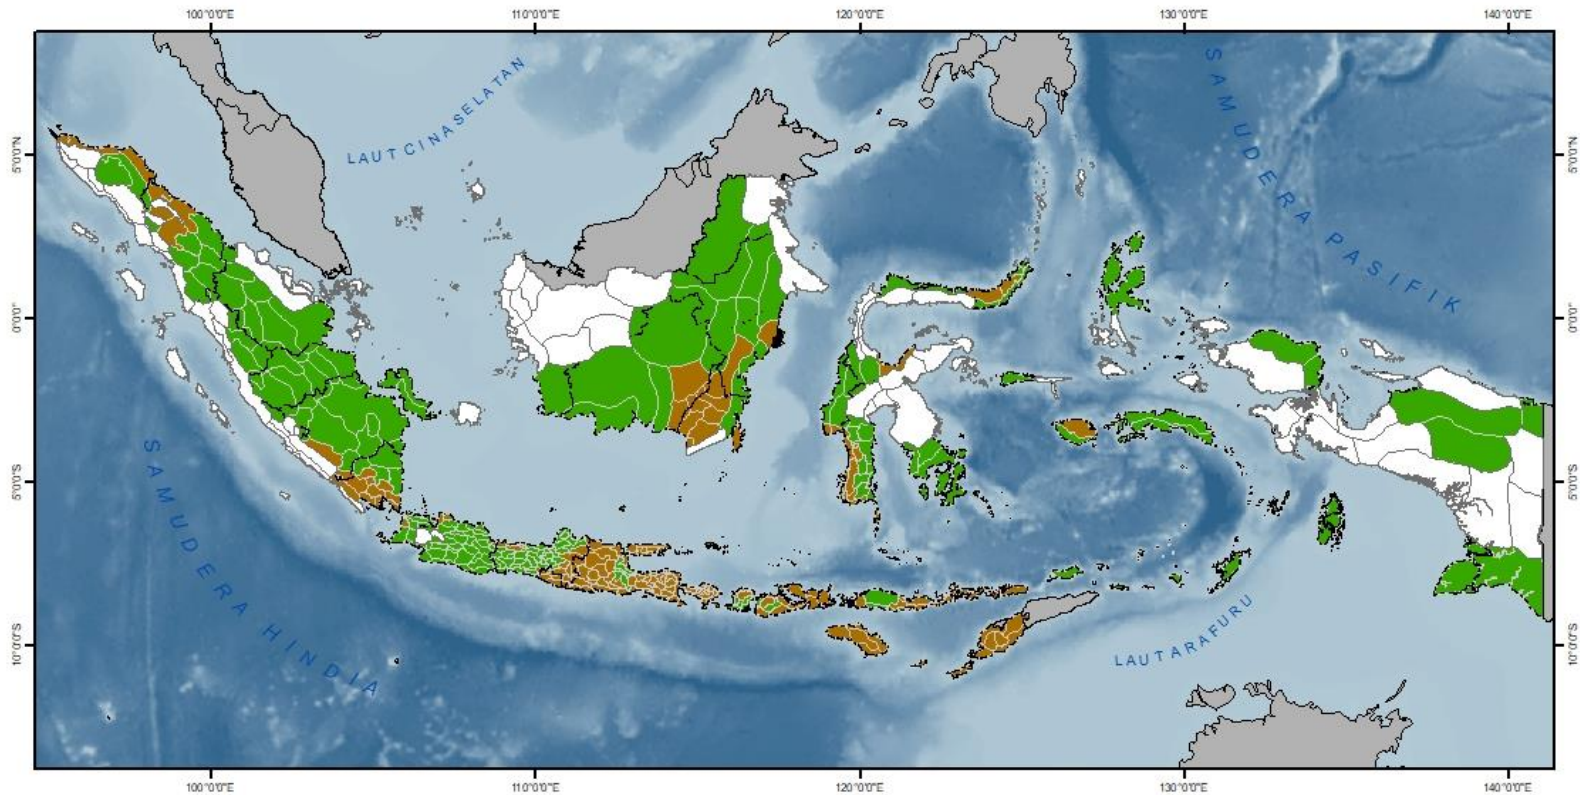 100°0'0"E 110°0'0"E 120°0'0"E 130°0'0"E 140°0'0"E
LAUT CINA SELATAN
SAMUDERA PASIFIK
5°0'0"N 5°0'0"N
0°0'0" 0°0'0"
5°0'0"S 5°0'0"S
SAMUDERA HINDIA
LAUT ARAFURU
10°0'0"S 10°0'0"S
100°0'0"E 110°0'0"E 120°0'0"E 130°0'0"E 140°0'0"E